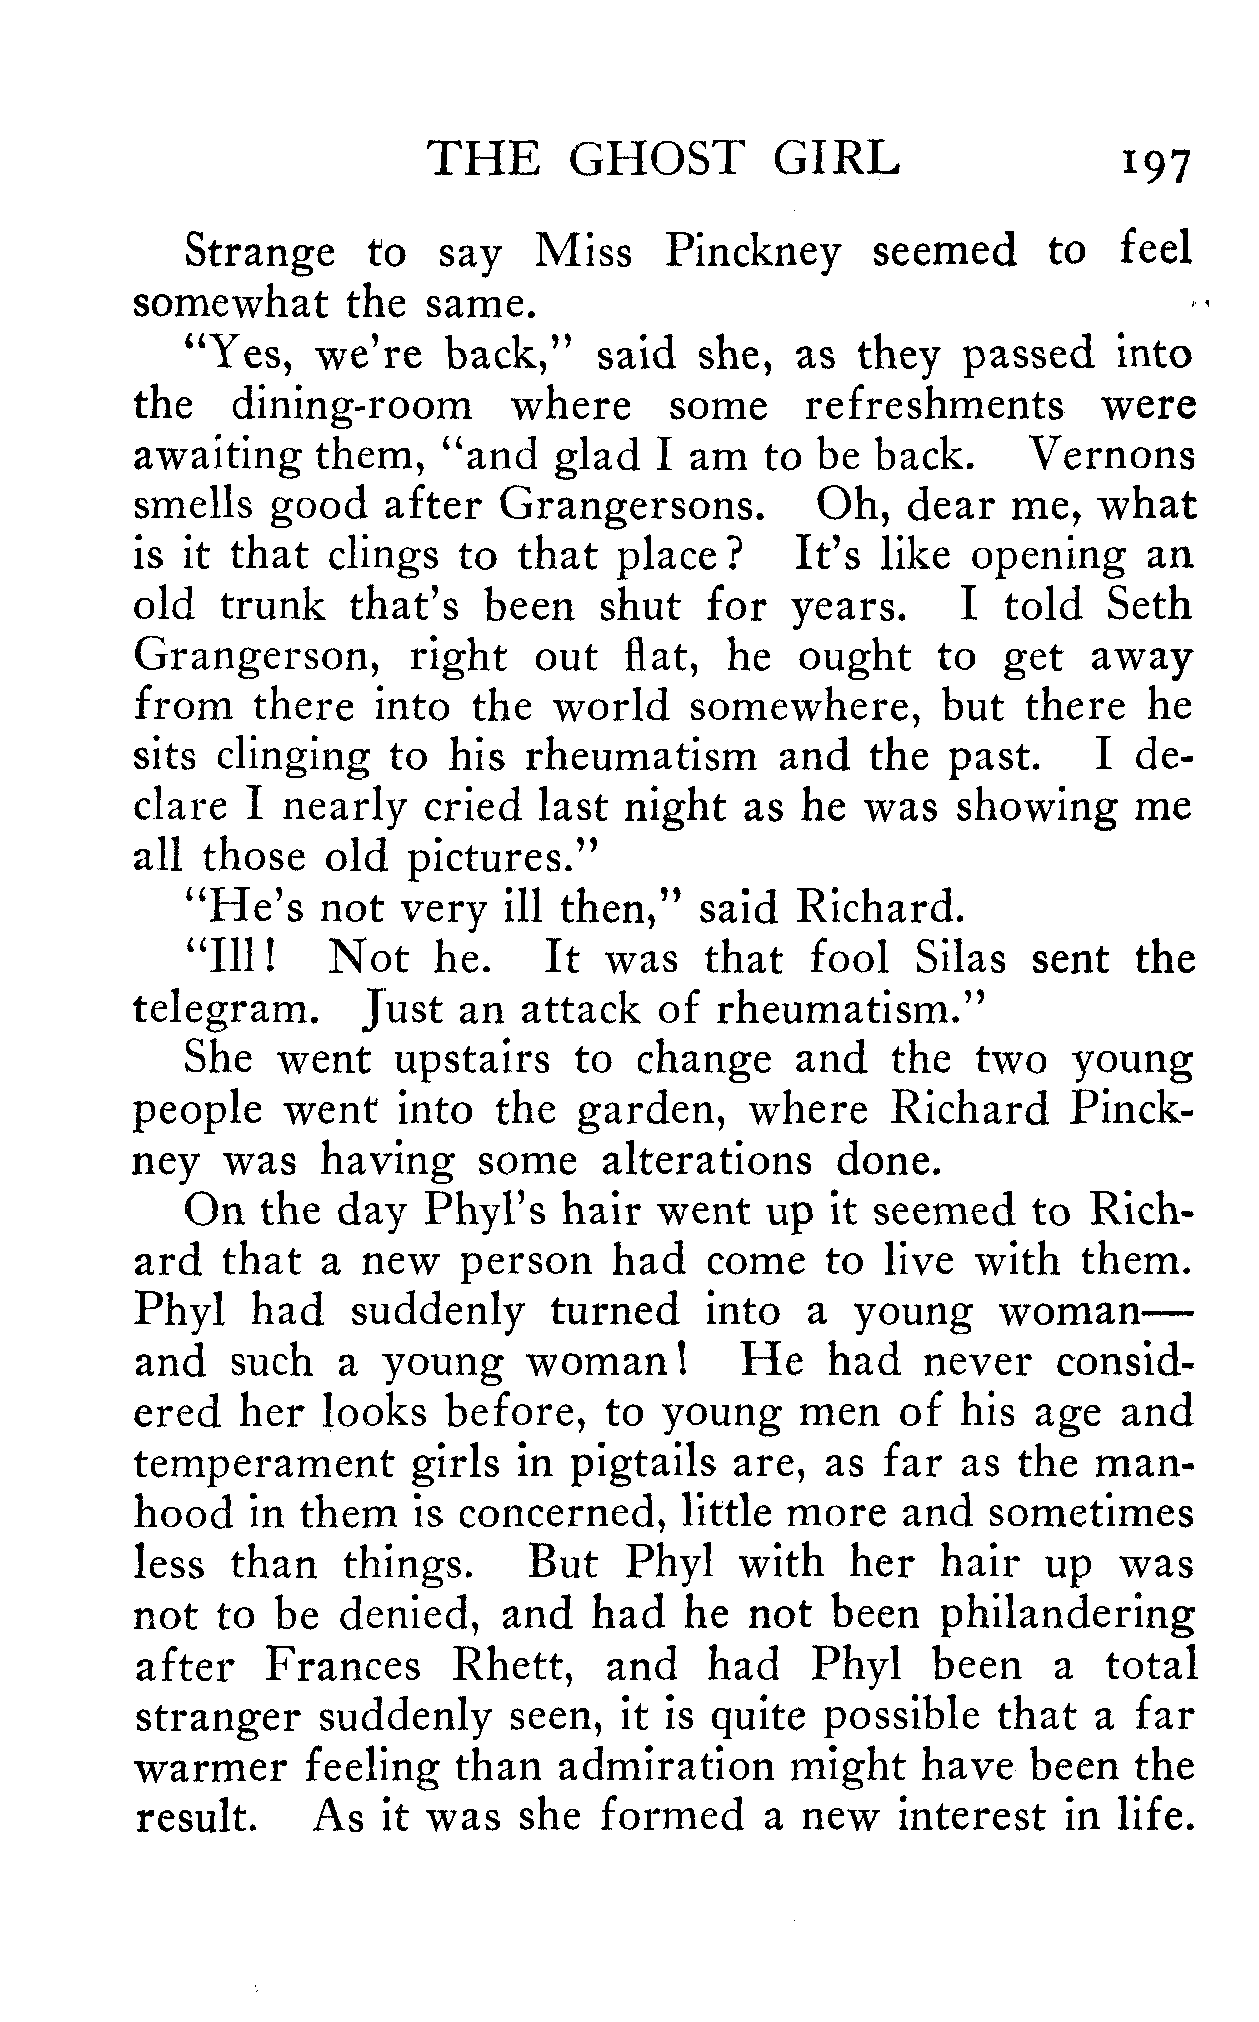 THE GHOST GIRL 197
Strange to say Miss Pinckney seemed to feel
somewhat the same.
"Yes, we're back," said she, as they passed into
the dining-room where some refreshments were
awaiting them, "and glad I am to be back. Vernons
smells good after Grangersons. Oh, dear me, what
is it that clings to that place? It's like opening an
old trunk that's been shut for years. I told Seth
Grangerson, right out flat, he ought to get away
from there into the world somewhere, but there he
sits clinging to his rheumatism and the past. I de-
clare I nearly cried last night as he was showing me
all those old pictures."
"He's not very ill then," said Richard.
"Ill! Not he. It was that fool Silas sent the
telegram. Just an attack of rheumatism."
She went upstairs to change and the two young
people went into the garden, where Richard Pinck-
ney was having some alterations done.
On the day Phyl's hair went up it seemed to Rich-
ard that a new person had come to live with them.
Phyl had suddenly turned into a young woman—
and such a young woman! He had never consid-
ered her looks before, to young men of his age and
temperament girls in pigtails are, as far as the man-
hood in them is concerned, little more and sometimes
less than things. But Phyl with her hair up was
not to be denied, and had he not been philandering
after Frances Rhett, and had Phyl been a total
stranger suddenly seen, it is quite possible that a far
warmer feeling than admiration might have been the
result. As it was she formed a new interest in life.